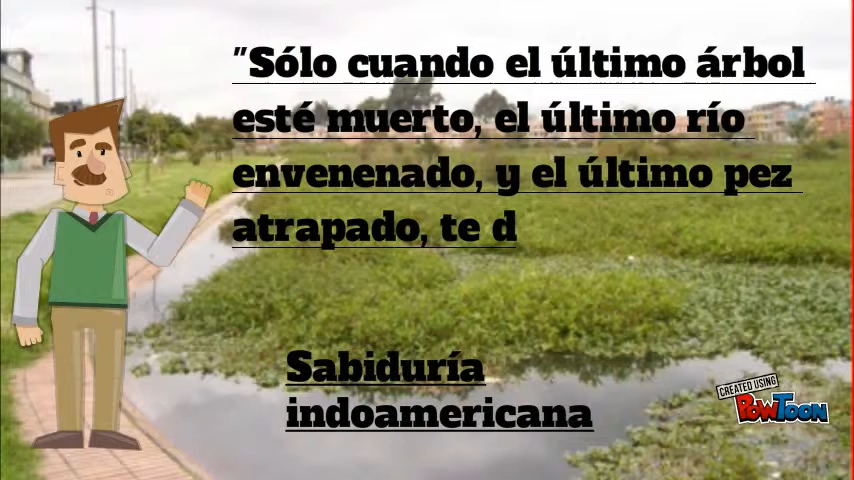 "Sólo cuando el último árbol
esté muerto, el último río
envenenado, y el último pez
atrapado, te d
Sabiduría
indoamericana
CREATED USING
POWTOON